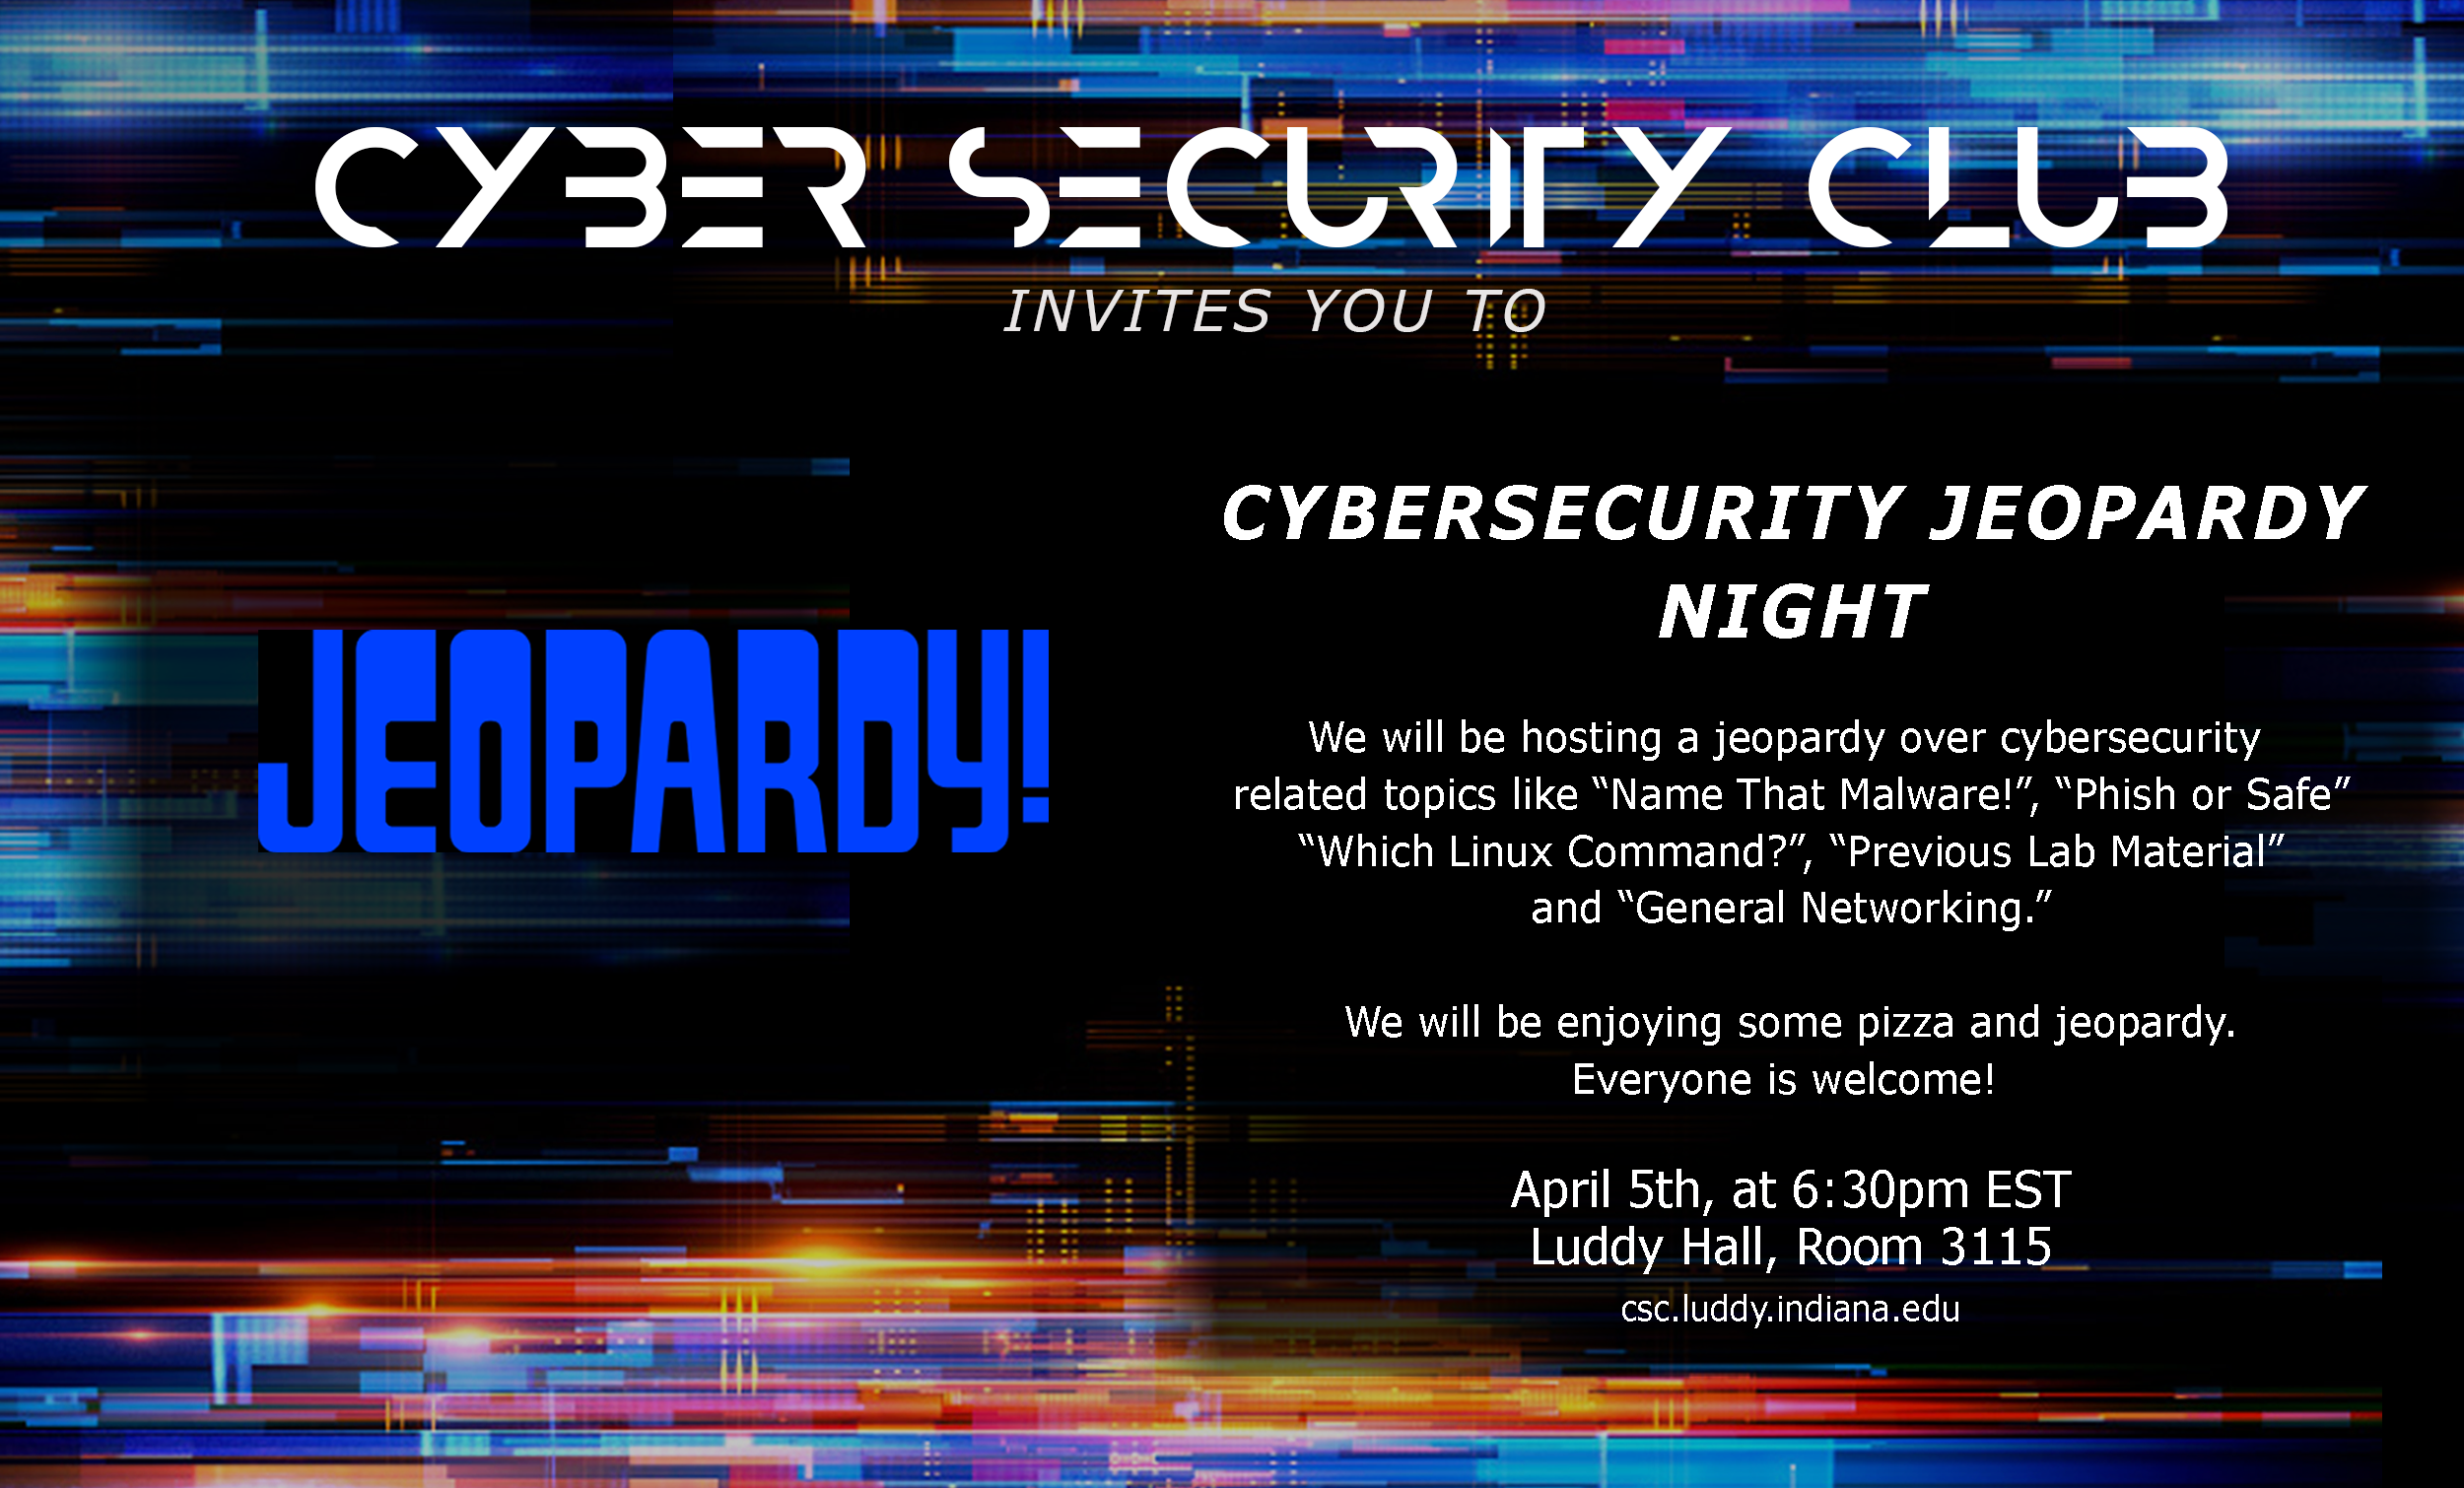 CYBER SECURITY CLUB
INVITES YOU TO
JEOPARDY!
CYBERSECURITY JEOPARDY
NIGHT
We will be hosting a jeopardy over cybersecurity
related topics like “Name That Malware!”, “Phish or Safe”
“Which Linux Command?”, “Previous Lab Material”
and “General Networking.”
We will be enjoying some pizza and jeopardy.
Everyone is welcome!
April 5th, at 6:30pm EST
Luddy Hall, Room 3115
csc.luddy.indiana.edu